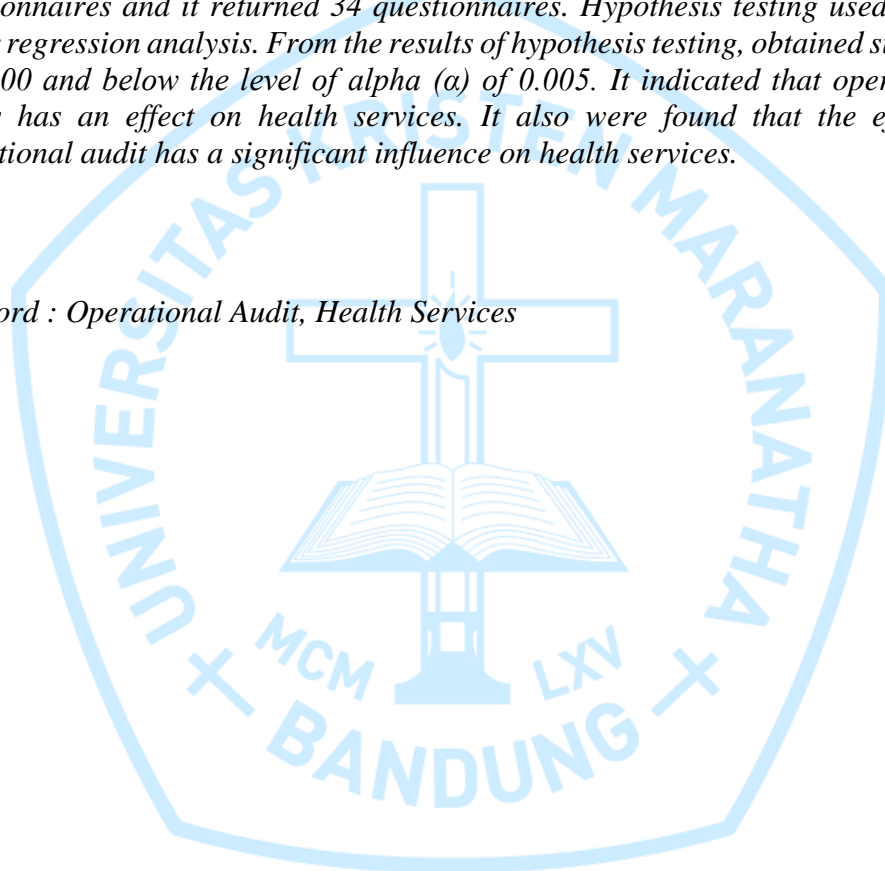 onnaires and it returned 34 questionnaires. Hypothesis testing used
regression analysis. From the results of hypothesis testing, obtained
00 and below the level of alpha (α) of 0.005. It indicated that
has an effect on health services. It also were found that the
tional audit has a significant influence on health services.
ord : Operational Audit, Health Services
UNIVERSITAS KRISTEN MARANATHA
MCM LXV
BANDUNG